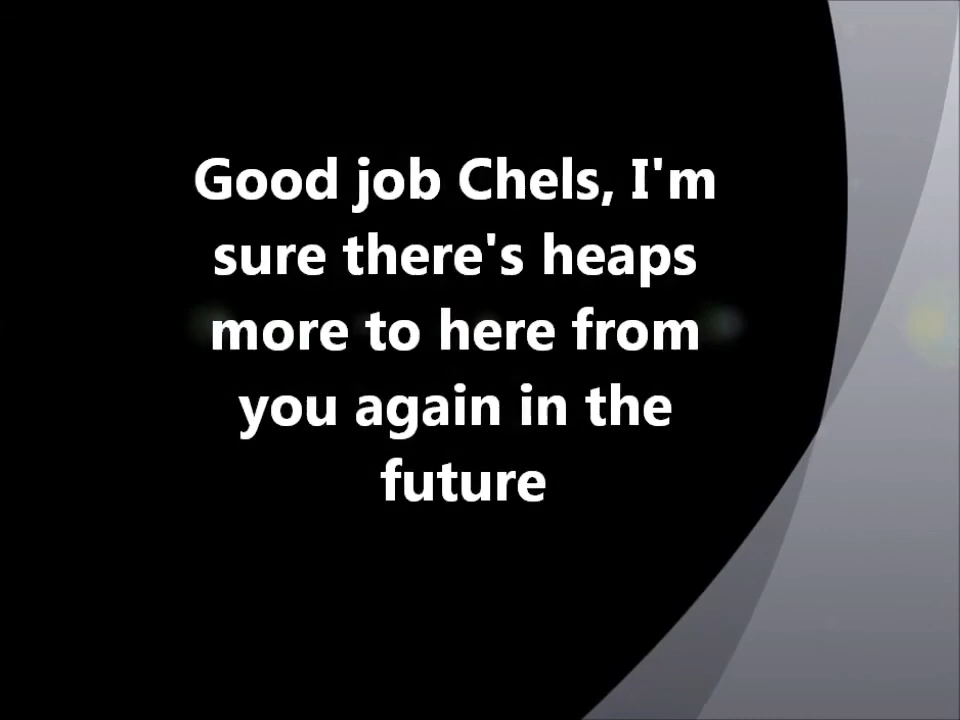 Good job Chels, I'm
sure there's heaps
more to here from
you again in the
future